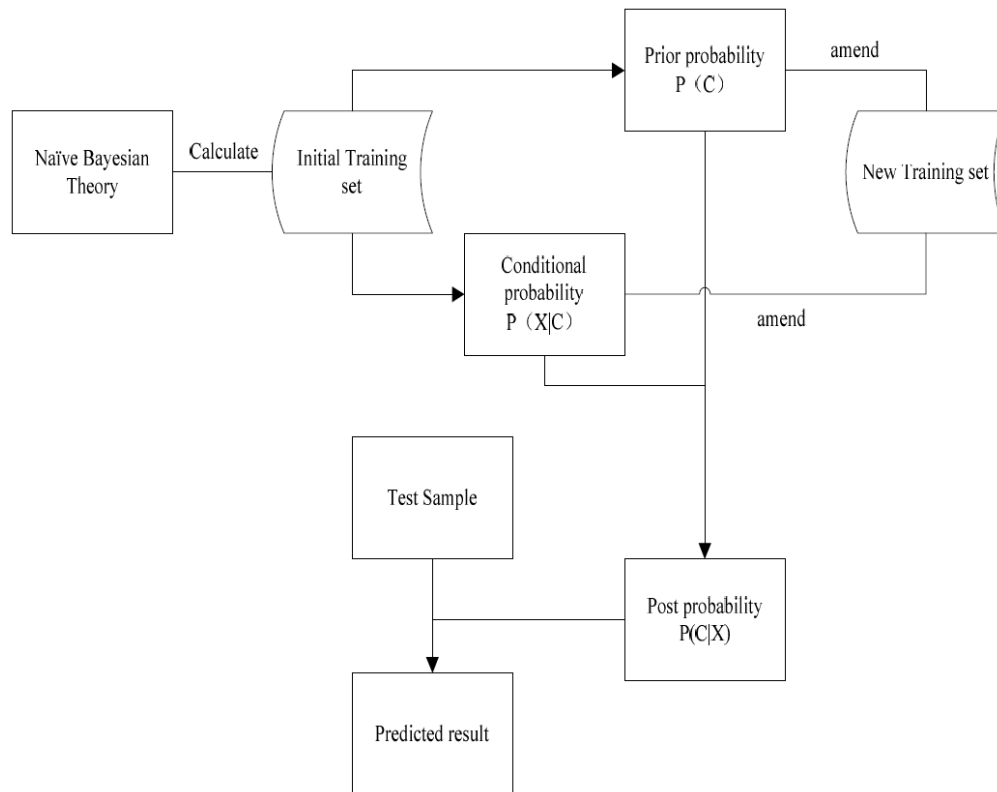 Prior probability
P（C）
amend
Naïve Bayesian
Theory
Calculate
Initial Training
set
New Training set
Conditional
probability
P（X|C）
amend
Test Sample
Post probability
P(C|X)
Predicted result